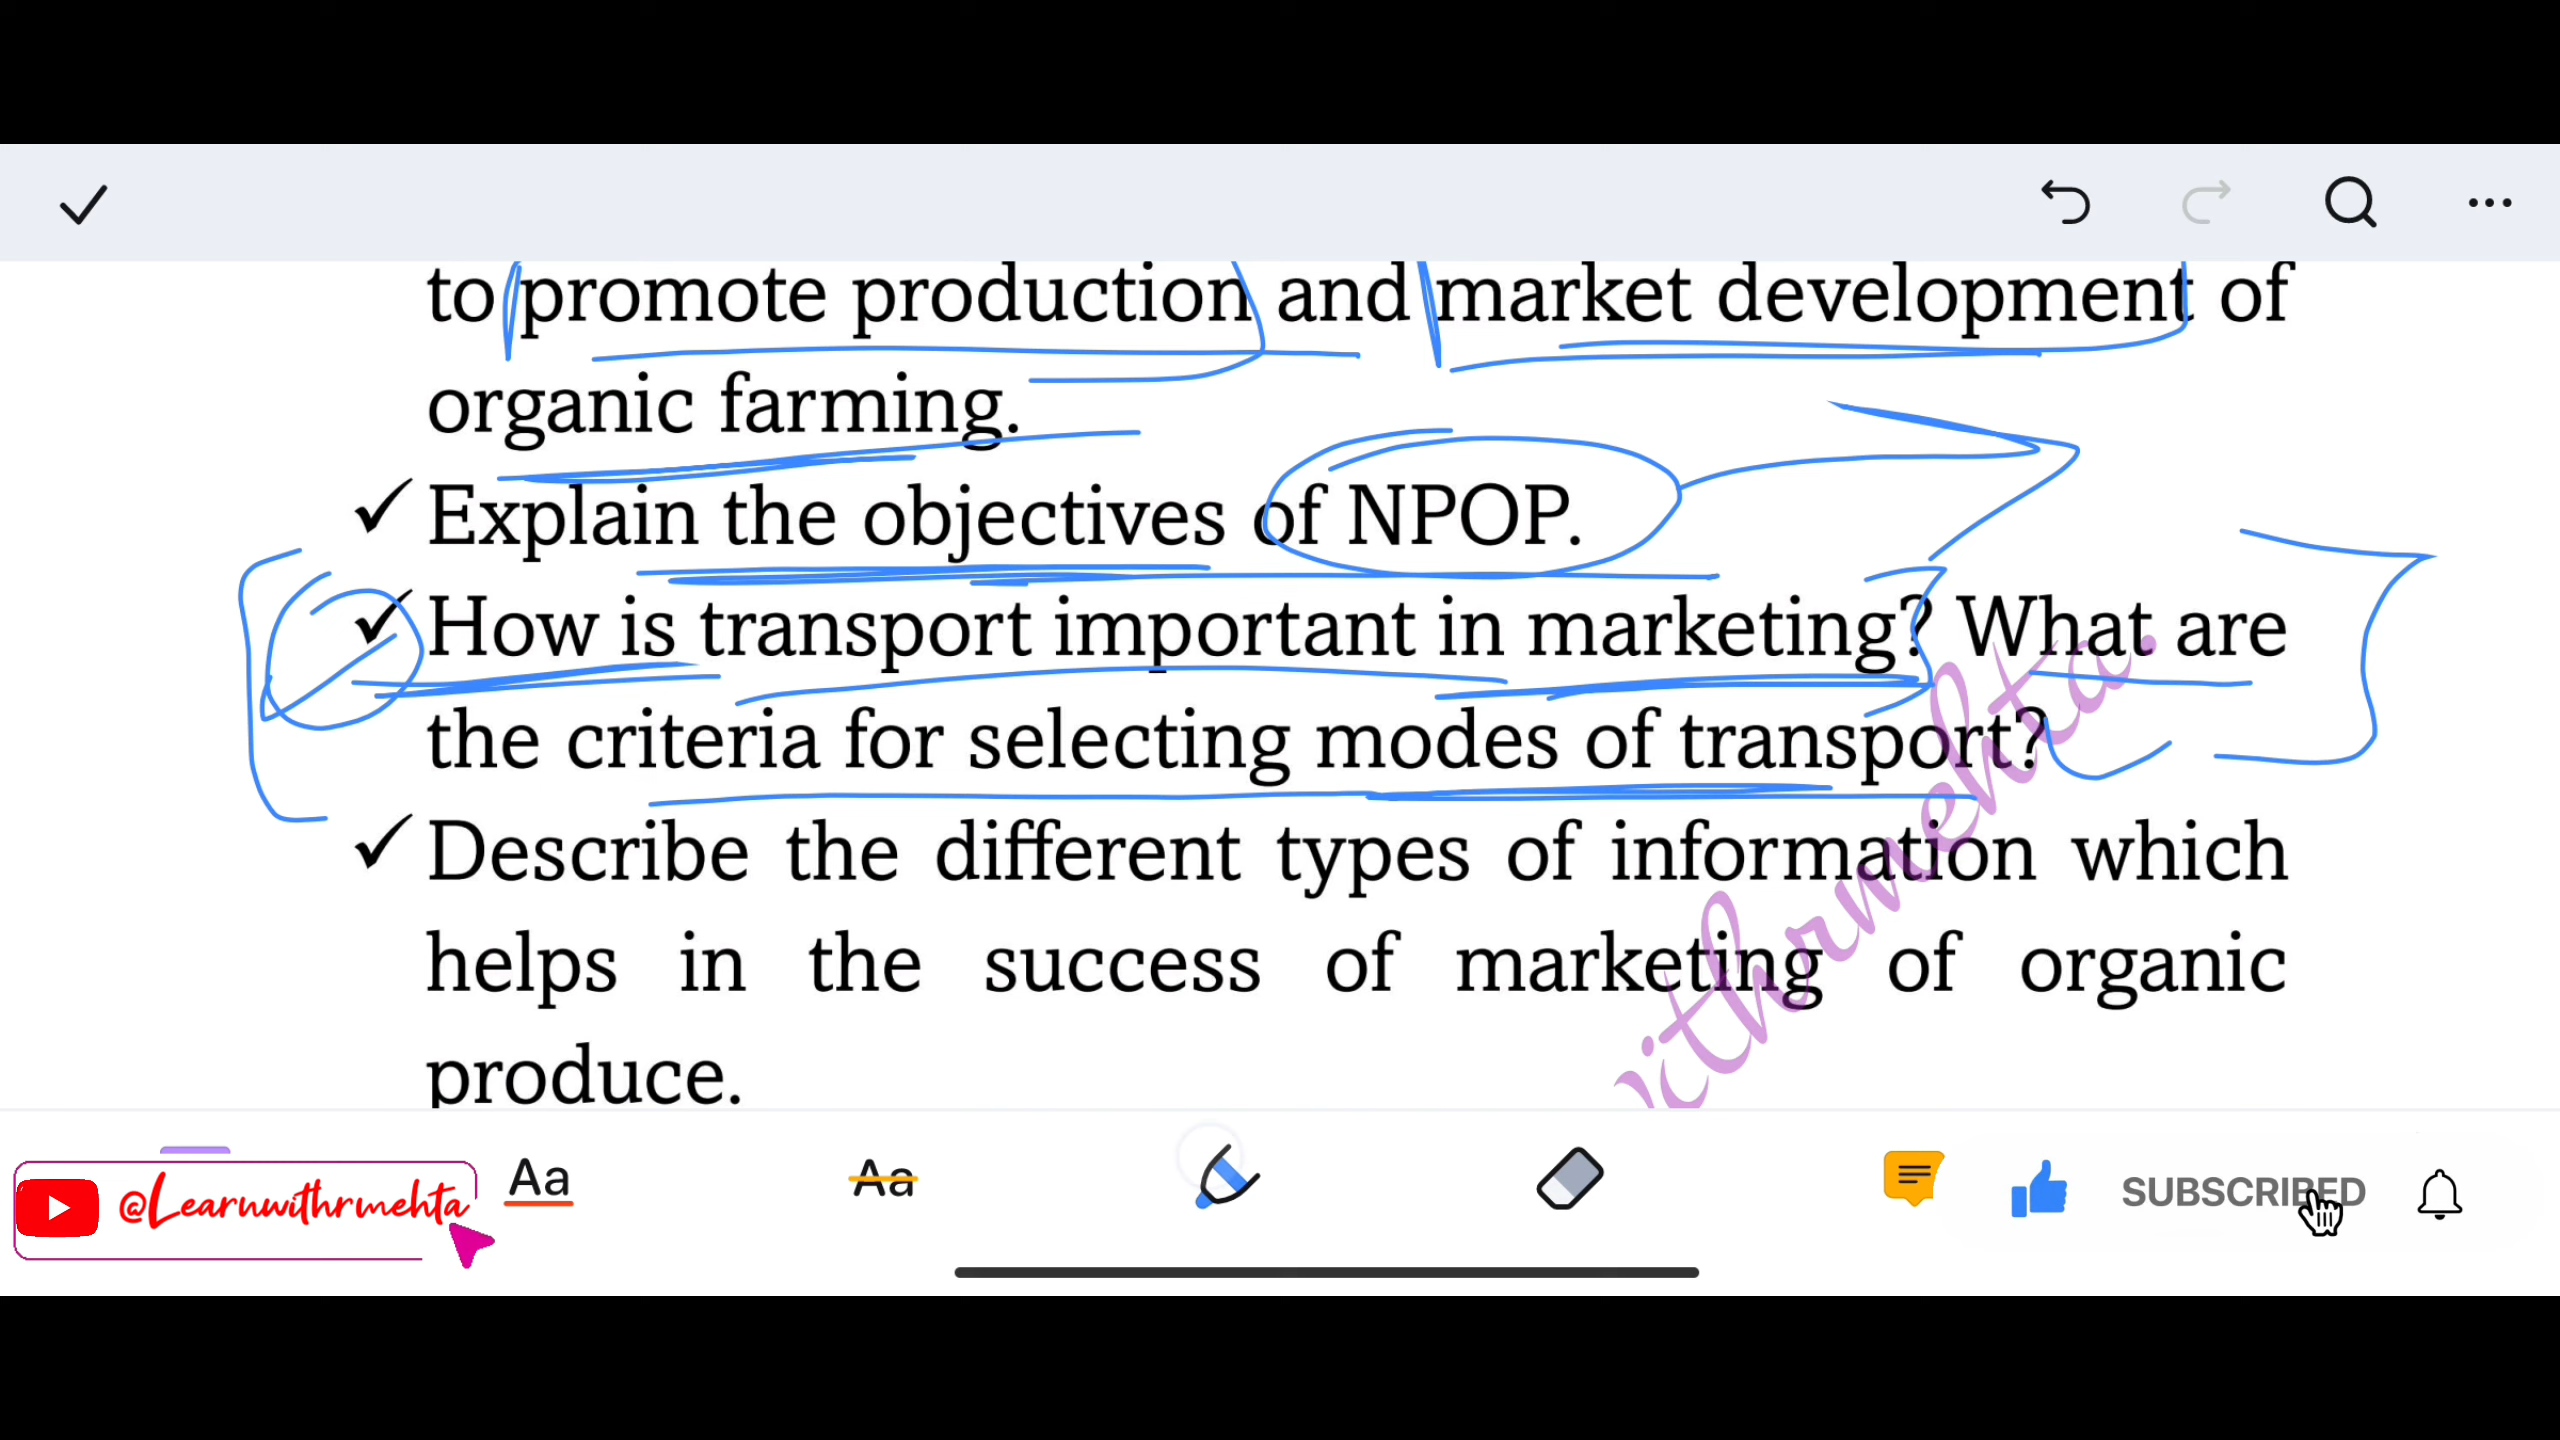 to promote production and market development of
organic farming.
✓ Explain the objectives of NPOP.
✓ How is transport important in marketing? What are
the criteria for selecting modes of transport?
✓ Describe the different types of information which
helps in the success of marketing of organic
produce.
ithrmehta.
@Learnwithrmehta
Aa
Aa
SUBSCRIBED